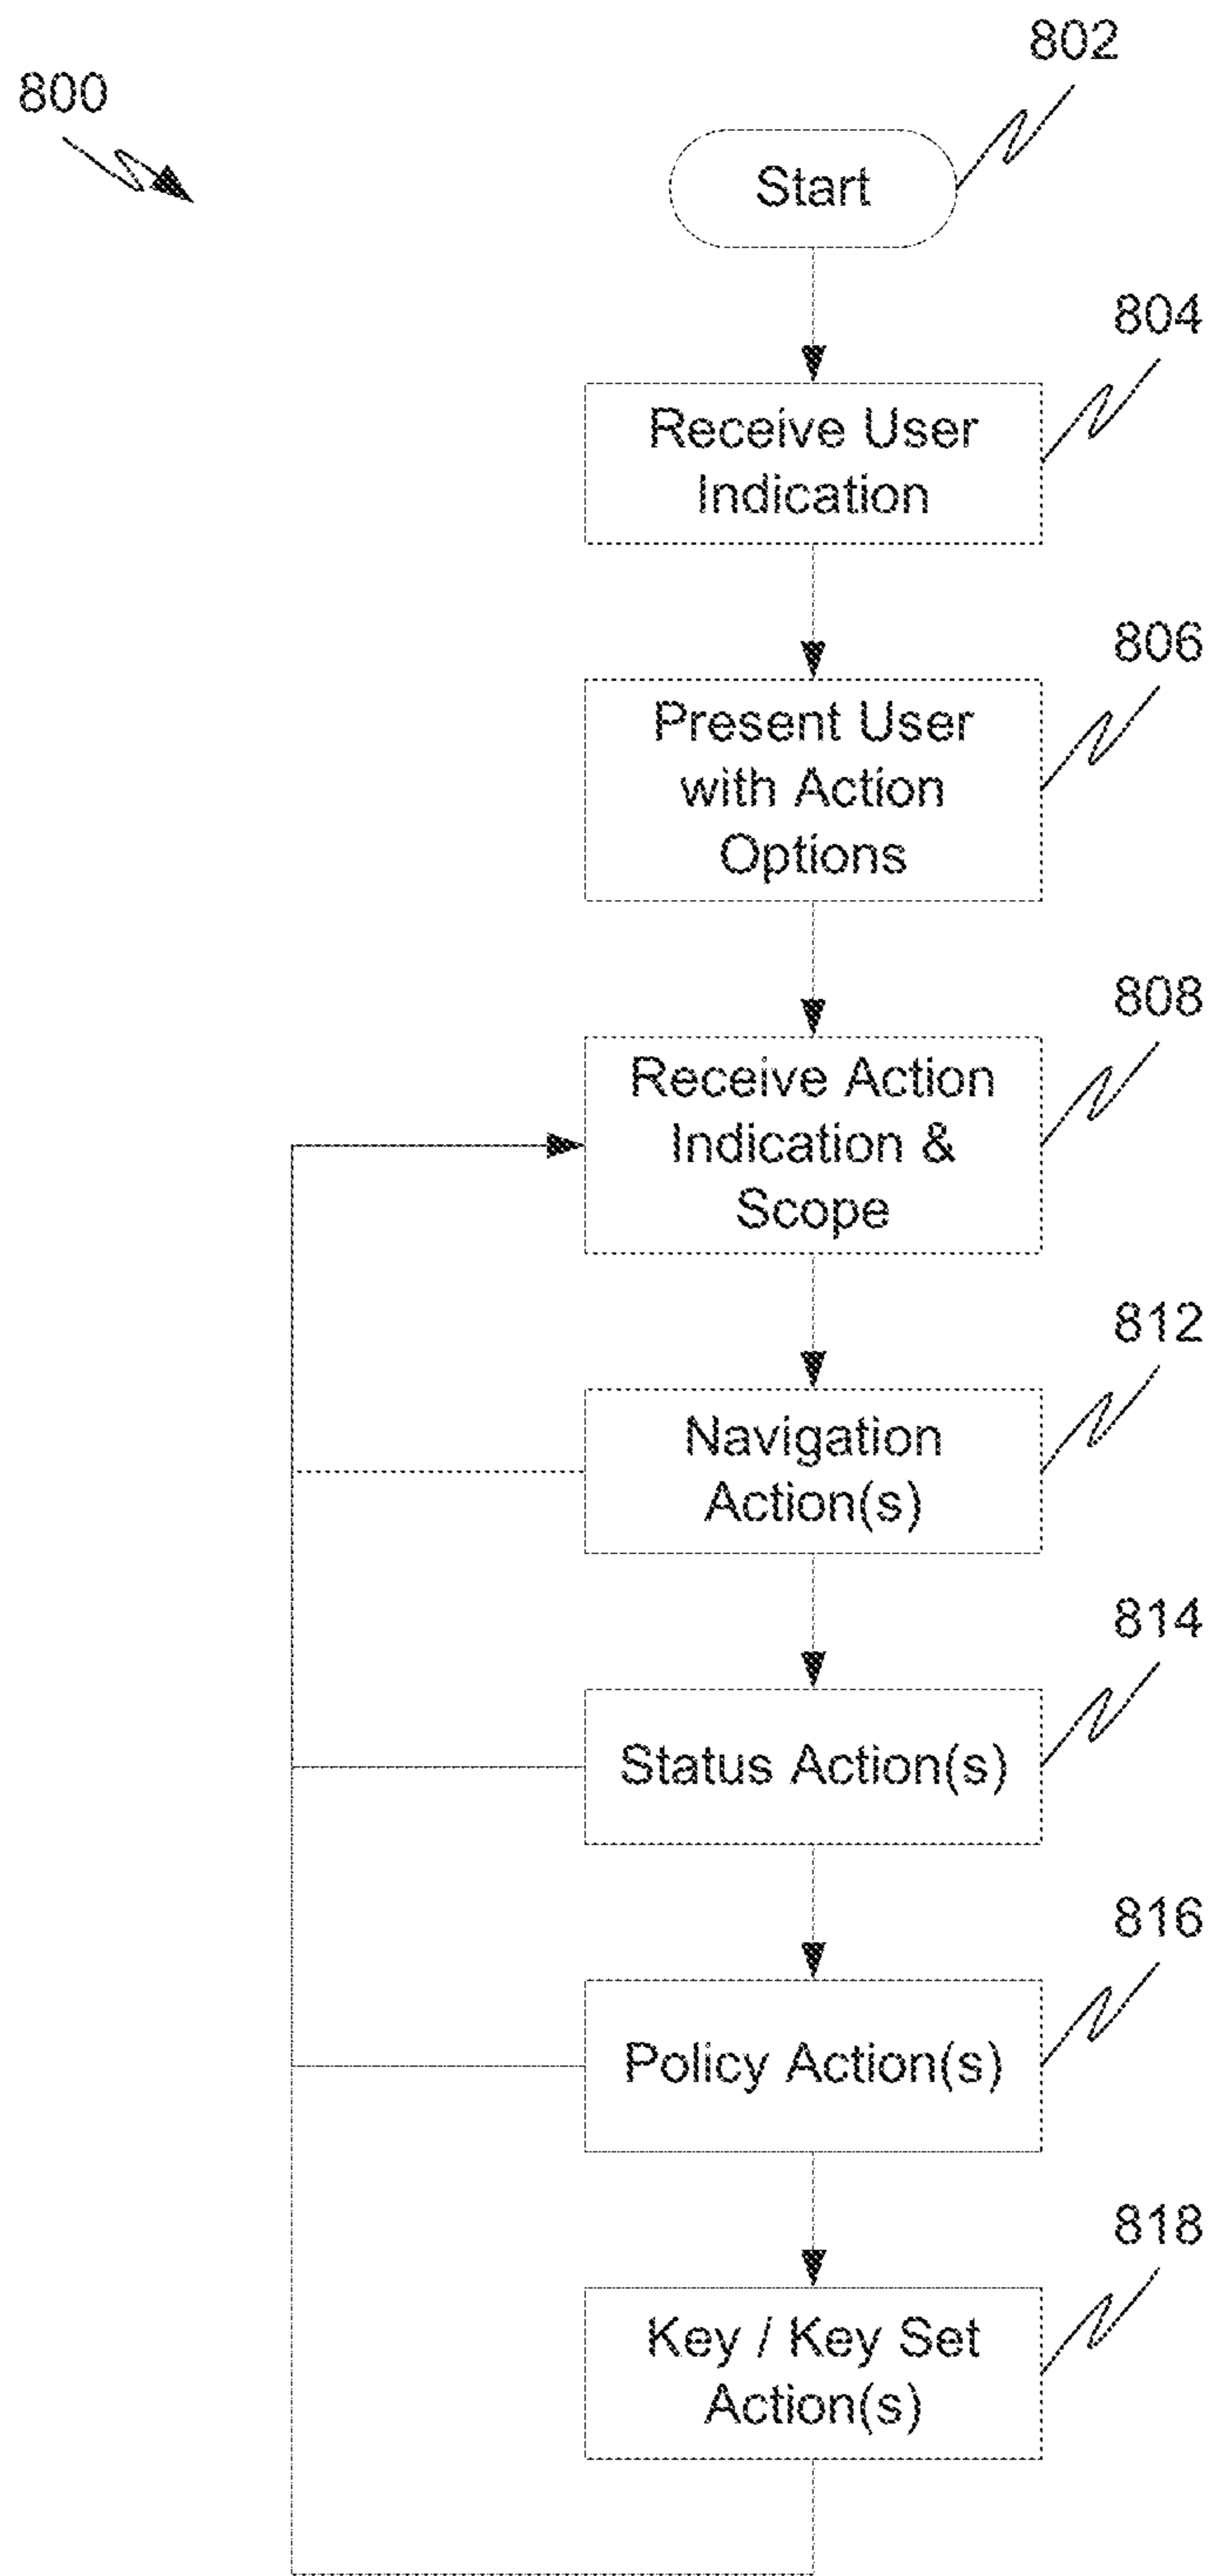 802
800
Start
804
Receive User
Indication
806
Present User
with Action
Options
808
Receive Action
Indication &
Scope
812
Navigation
Action(s)
814
Status Action(s)
816
Policy Action(s)
818
Key / Key Set
Action(s)